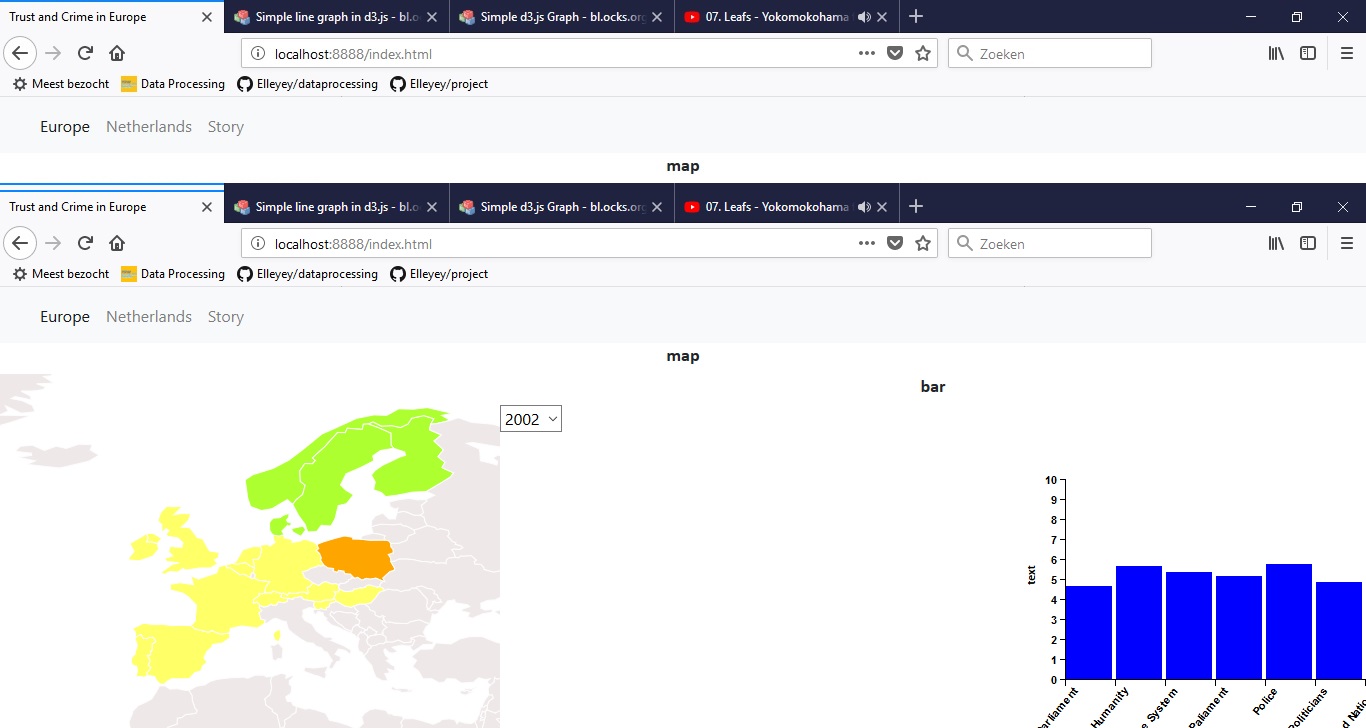 Trust and Crime in Europe Simple line graph in d3.js - bl.o Simple d3.js Graph - bl.ocks.org 07. Leafs - Yokomokohama
localhost:8888/index.html Zoeken
Meest bezocht Data Processing Elleyey/dataprocessing Elleyey/project
Europe Netherlands Story
map
Trust and Crime in Europe Simple line graph in d3.js - bl.o Simple d3.js Graph - bl.ocks.org 07. Leafs - Yokomokohama
localhost:8888/index.html Zoeken
Meest bezocht Data Processing Elleyey/dataprocessing Elleyey/project
Europe Netherlands Story
map
bar
2002
10
9
8
7
6
5
4
3
2
1
0
text
arliament
Humanity
e System
Paliament
Police
Politicians
d Natio